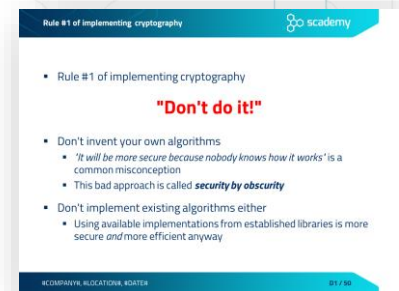 Rule #1 of implementing cryptography
scademy
Rule #1 of implementing cryptography
"Don't do it!"
Don't invent your own algorithms
"It will be more secure because nobody knows how it works" is a
common misconception
This bad approach is called security by obscurity
Don't implement existing algorithms either
Using available implementations from established libraries is more
secure and more efficient anyway
#COMPANY#, #LOCATION#, #DATE#
D1 / 50